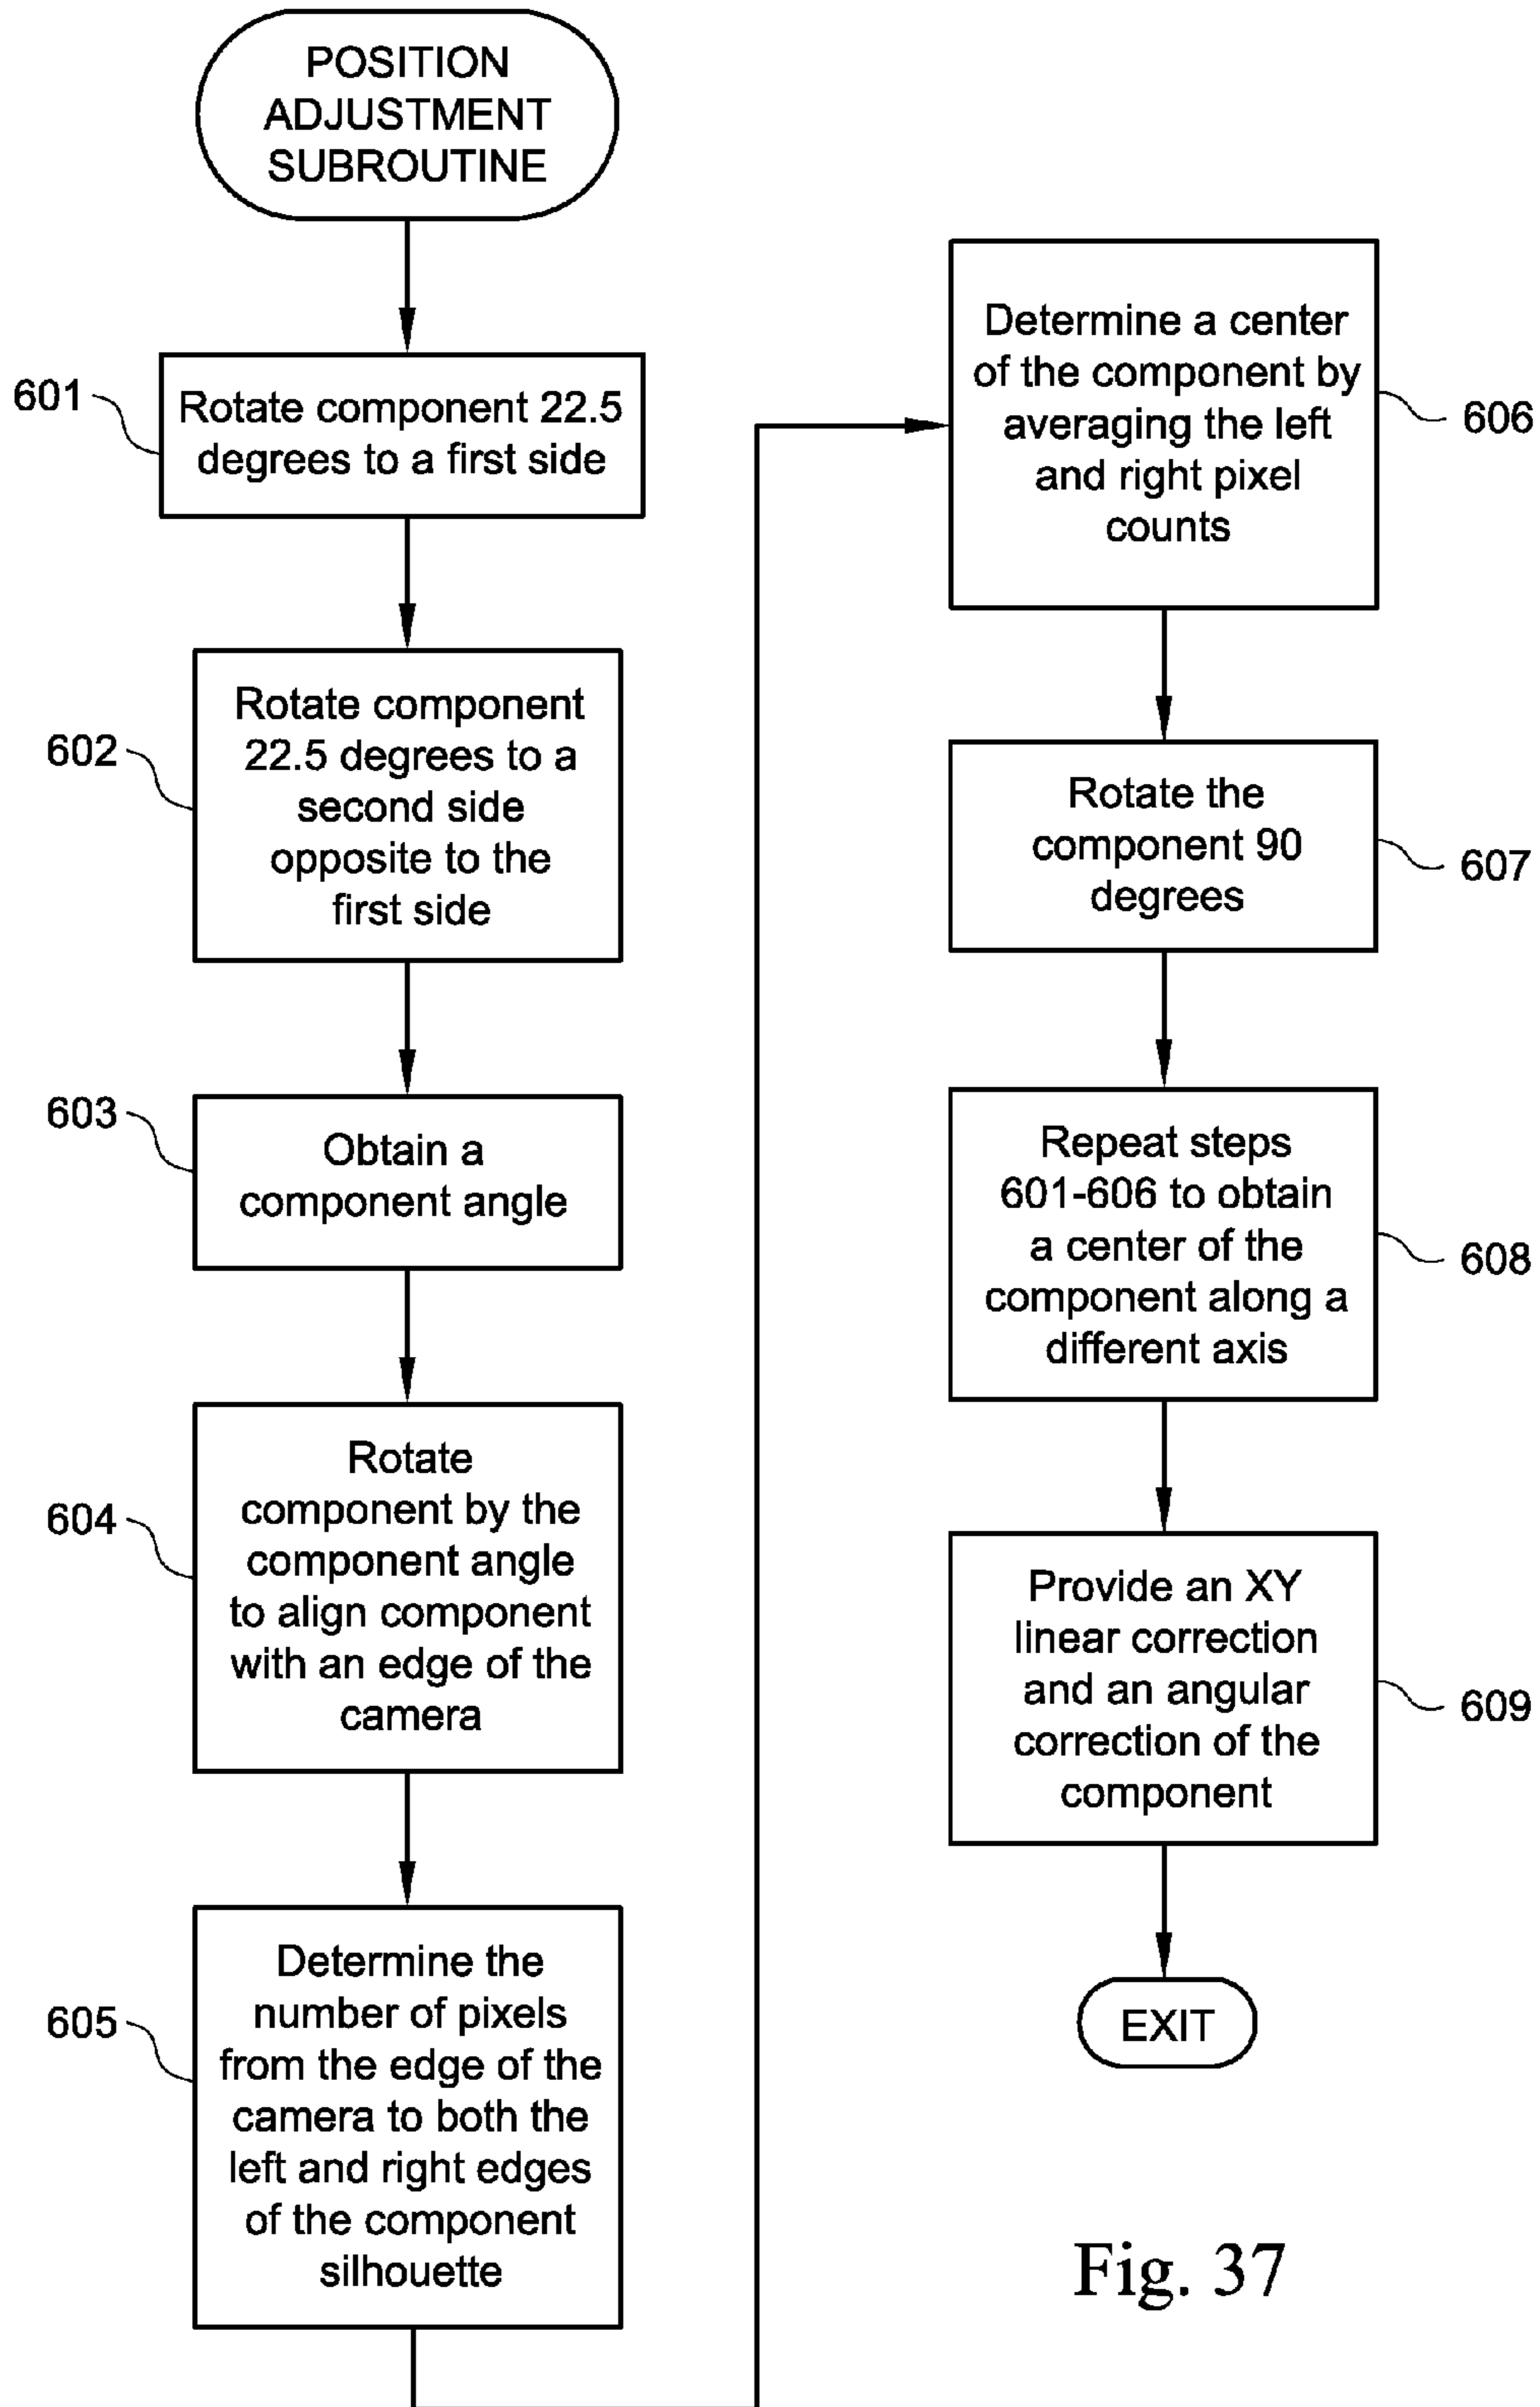 POSITION
ADJUSTMENT
SUBROUTINE
601
Rotate component 22.5
degrees to a first side
602
Rotate component
22.5 degrees to a
second side
opposite to the
first side
603
Obtain a
component angle
604
Rotate
component by the
component angle
to align component
with an edge of the
camera
605
Determine the
number of pixels
from the edge of the
camera to both the
left and right edges
of the component
silhouette
Determine a center
of the component by
averaging the left
and right pixel
counts
606
Rotate the
component 90
degrees
607
Repeat steps
601-606 to obtain
a center of the
component along a
different axis
608
Provide an XY
linear correction
and an angular
correction of the
component
609
EXIT
Fig. 37